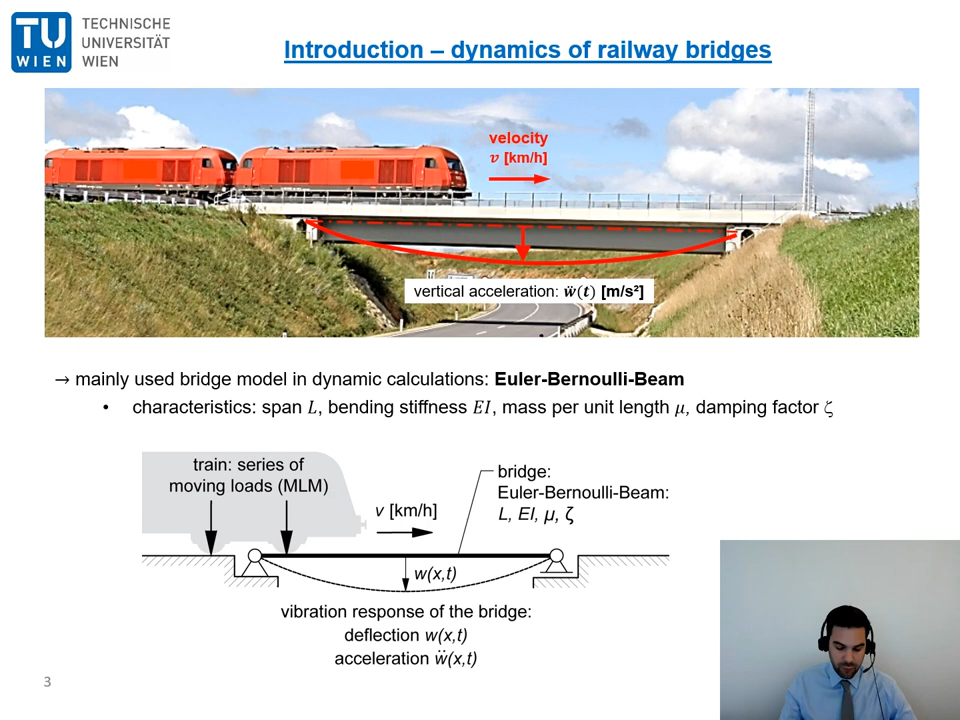 TU
WIEN
TECHNISCHE
UNIVERSITÄT
WIEN
Introduction – dynamics of railway bridges
velocity
v [km/h]
vertical acceleration: ẅ(t) [m/s²]
→ mainly used bridge model in dynamic calculations: Euler-Bernoulli-Beam
• characteristics: span L, bending stiffness EI, mass per unit length μ, damping factor ζ
train: series of
moving loads (MLM)
v [km/h]
bridge:
Euler-Bernoulli-Beam:
L, EI, μ, ζ
w(x,t)
vibration response of the bridge:
deflection w(x,t)
acceleration ẅ(x,t)
3